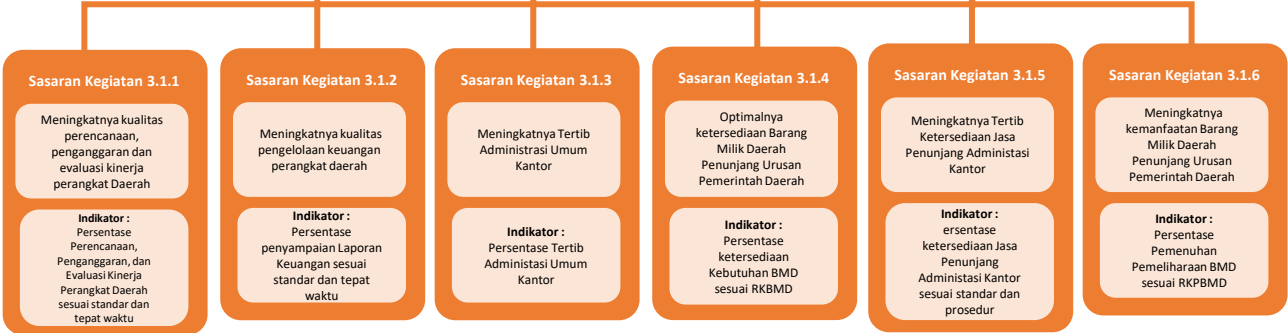 Sasaran Kegiatan 3.1.1
Meningkatnya kualitas
perencanaan,
penganggaran dan
evaluasi kinerja
perangkat Daerah
Indikator :
Persentase
Perencanaan,
Penganggaran, dan
Evaluasi Kinerja
Perangkat Daerah
sesuai standar dan
tepat waktu
Sasaran Kegiatan 3.1.2
Meningkatnya kualitas
pengelolaan keuangan
perangkat daerah
Indikator :
Persentase
penyampaian Laporan
Keuangan sesuai
standar dan tepat
waktu
Sasaran Kegiatan 3.1.3
Meningkatnya Tertib
Administrasi Umum
Kantor
Indikator :
Persentase Tertib
Administasi Umum
Kantor
Sasaran Kegiatan 3.1.4
Optimalnya
ketersediaan Barang
Milik Daerah
Penunjang Urusan
Pemerintah Daerah
Indikator :
Persentase
ketersediaan
Kebutuhan BMD
sesuai RKBMD
Sasaran Kegiatan 3.1.5
Meningkatnya Tertib
Ketersediaan Jasa
Penunjang Administasi
Kantor
Indikator :
ersentase
ketersediaan Jasa
Penunjang
Administasi Kantor
sesuai standar dan
prosedur
Sasaran Kegiatan 3.1.6
Meningkatnya
kemanfaatan Barang
Milik Daerah
Penunjang Urusan
Pemerintah Daerah
Indikator :
Persentase
Pemenuhan
Pemeliharaan BMD
sesuai RKPBMD